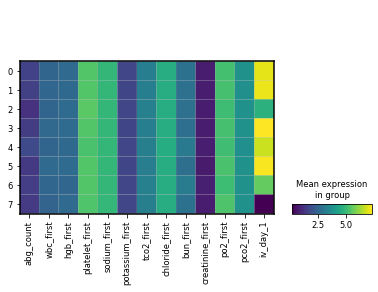 0
1
2
3
4
5
6
7
abg_count
wbc_first
hgb_first
platelet_first
sodium_first
potassium_first
tco2_first
chloride_first
bun_first
creatinine_first
po2_first
pco2_first
iv_day_1
Mean expression
in group
2.5 5.0